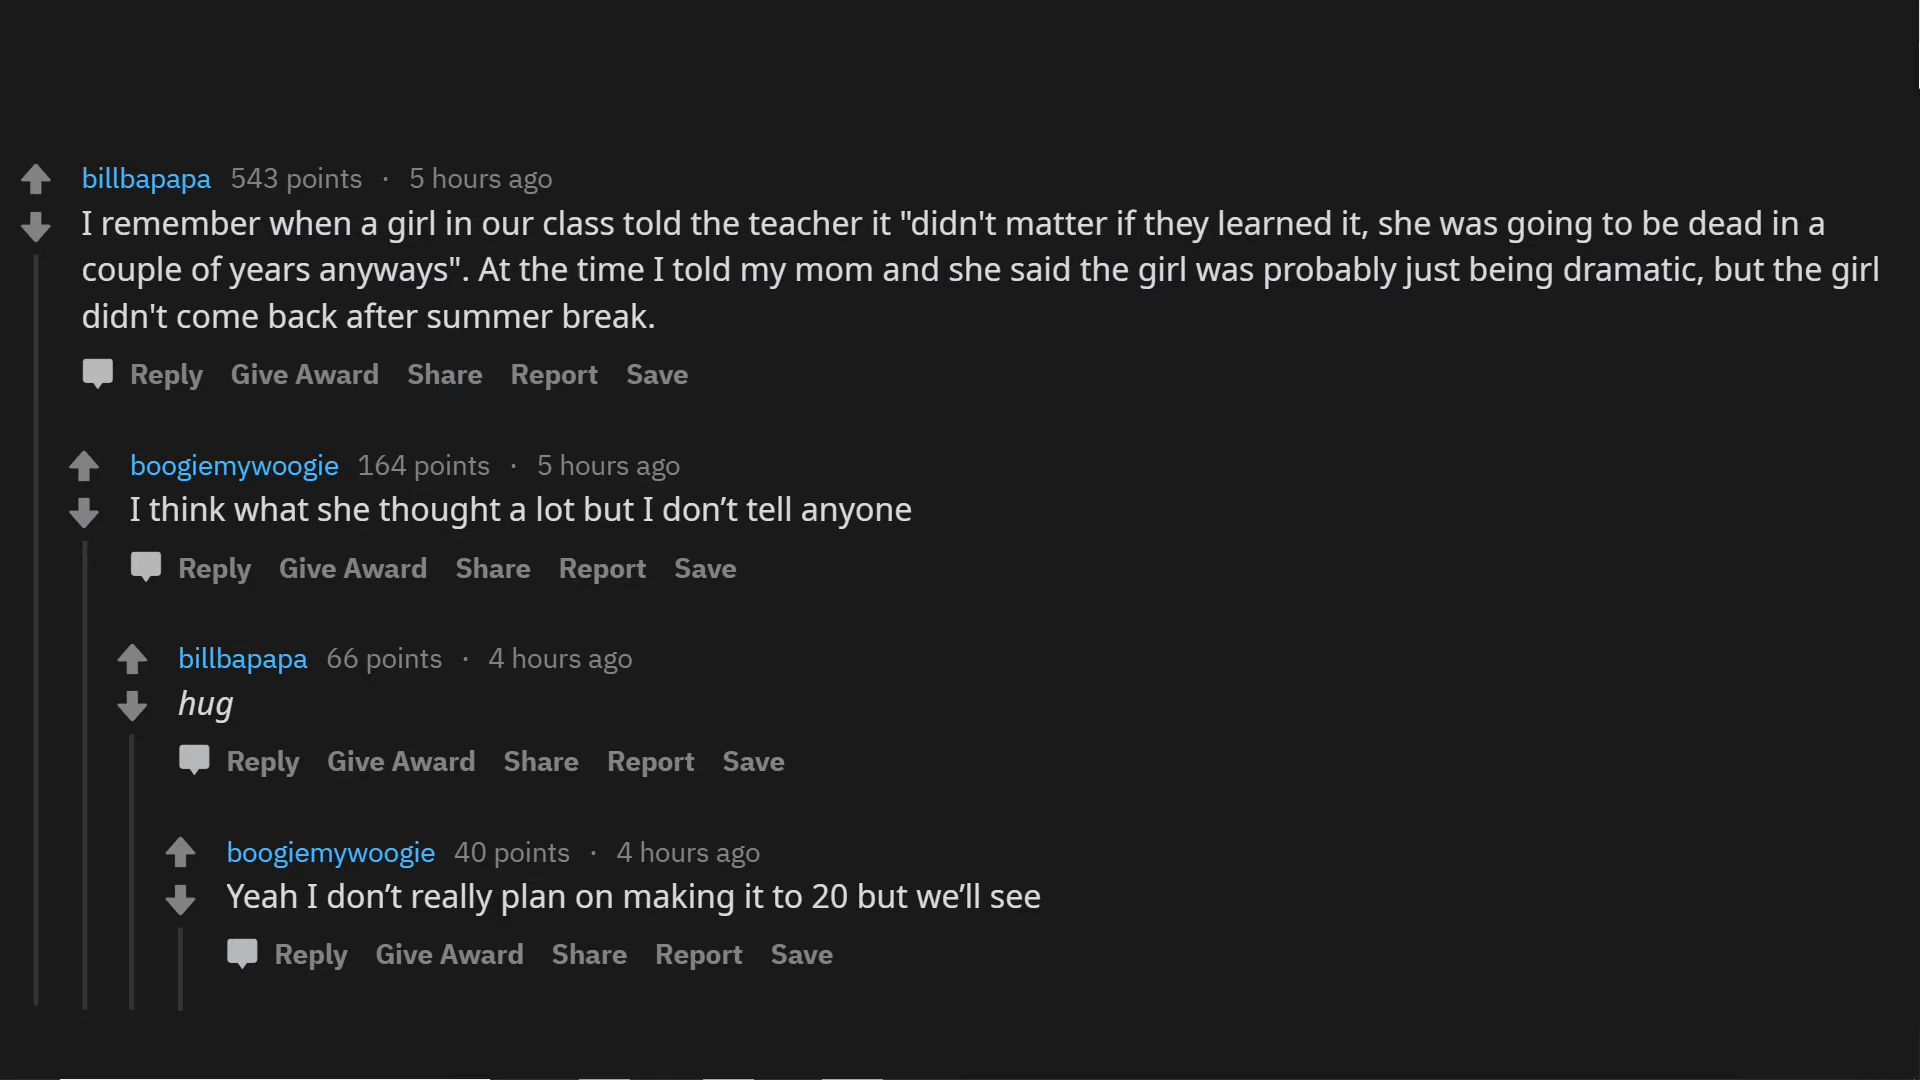 billbapapa 543 points · 5 hours ago
I remember when a girl in our class told the teacher it "didn't matter if they learned it, she was going to be dead in a
couple of years anyways". At the time I told my mom and she said the girl was probably just being dramatic, but the girl
didn't come back after summer break.
Reply Give Award Share Report Save
boogiemywoogie 164 points · 5 hours ago
I think what she thought a lot but I don’t tell anyone
Reply Give Award Share Report Save
billbapapa 66 points · 4 hours ago
hug
Reply Give Award Share Report Save
boogiemywoogie 40 points · 4 hours ago
Yeah I don’t really plan on making it to 20 but we’ll see
Reply Give Award Share Report Save